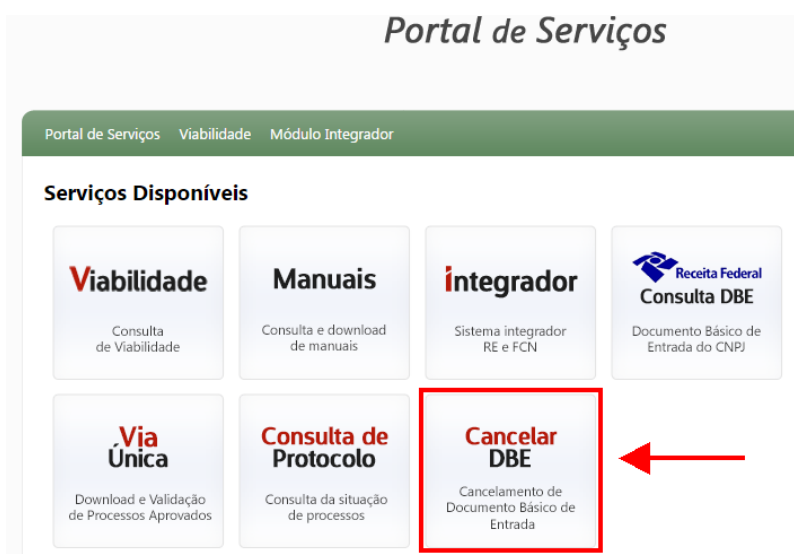 Portal de Serviços
Portal de Serviços Viabilidade Módulo Integrador
Serviços Disponíveis
Viabilidade
Consulta
de Viabilidade
Manuais
Consulta e download
de manuais
integrador
Sistema integrador
RE e FCN
Receita Federal
Consulta DBE
Documento Básico de
Entrada do CNPJ
Via
Única
Download e Validação
de Processos Aprovados
Consulta de
Protocolo
Consulta da situação
de processos
Cancelar
DBE
Cancelamento de
Documento Básico de
Entrada